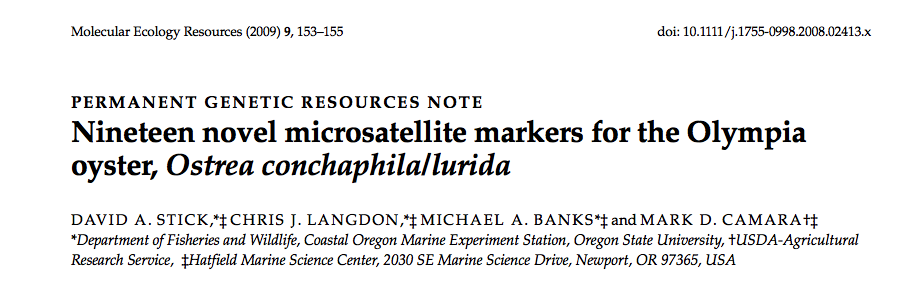 Molecular Ecology Resources (2009) 9, 153–155 doi: 10.1111/j.1755-0998.2008.02413.x
PERMANENT GENETIC RESOURCES NOTE
Nineteen novel microsatellite markers for the Olympia
oyster, Ostrea conchaphila/lurida
DAVID A. STICK,*‡ CHRIS J. LANGDON,*‡ MICHAEL A. BANKS*‡ and MARK D. CAMARA†‡
*Department of Fisheries and Wildlife, Coastal Oregon Marine Experiment Station, Oregon State University, †USDA-Agricultural
Research Service, ‡Hatfield Marine Science Center, 2030 SE Marine Science Drive, Newport, OR 97365, USA